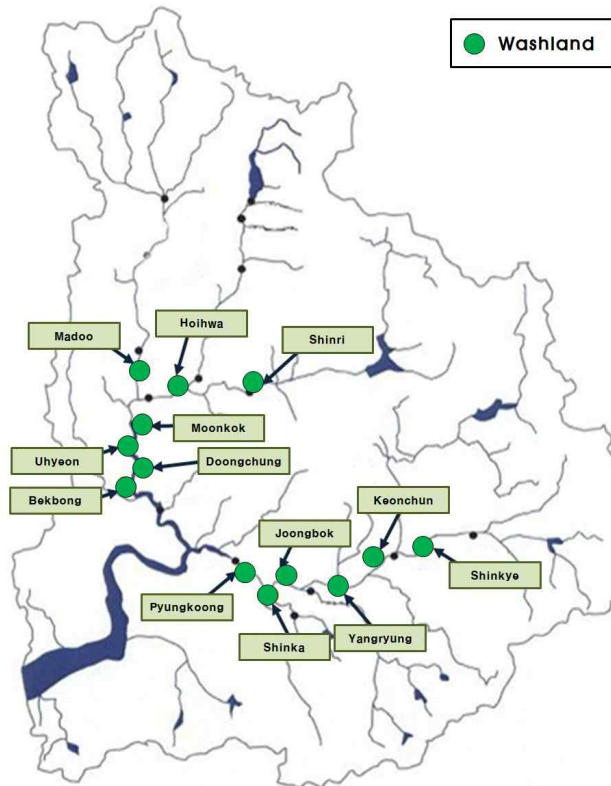 Washland
Hoihwa
Madoo
Shinri
Moonkok
Uhyeon
Doongchung
Bekbong
Keonchun
Joongbok
Shinkye
Pyungkoong
Yangryung
Shinka